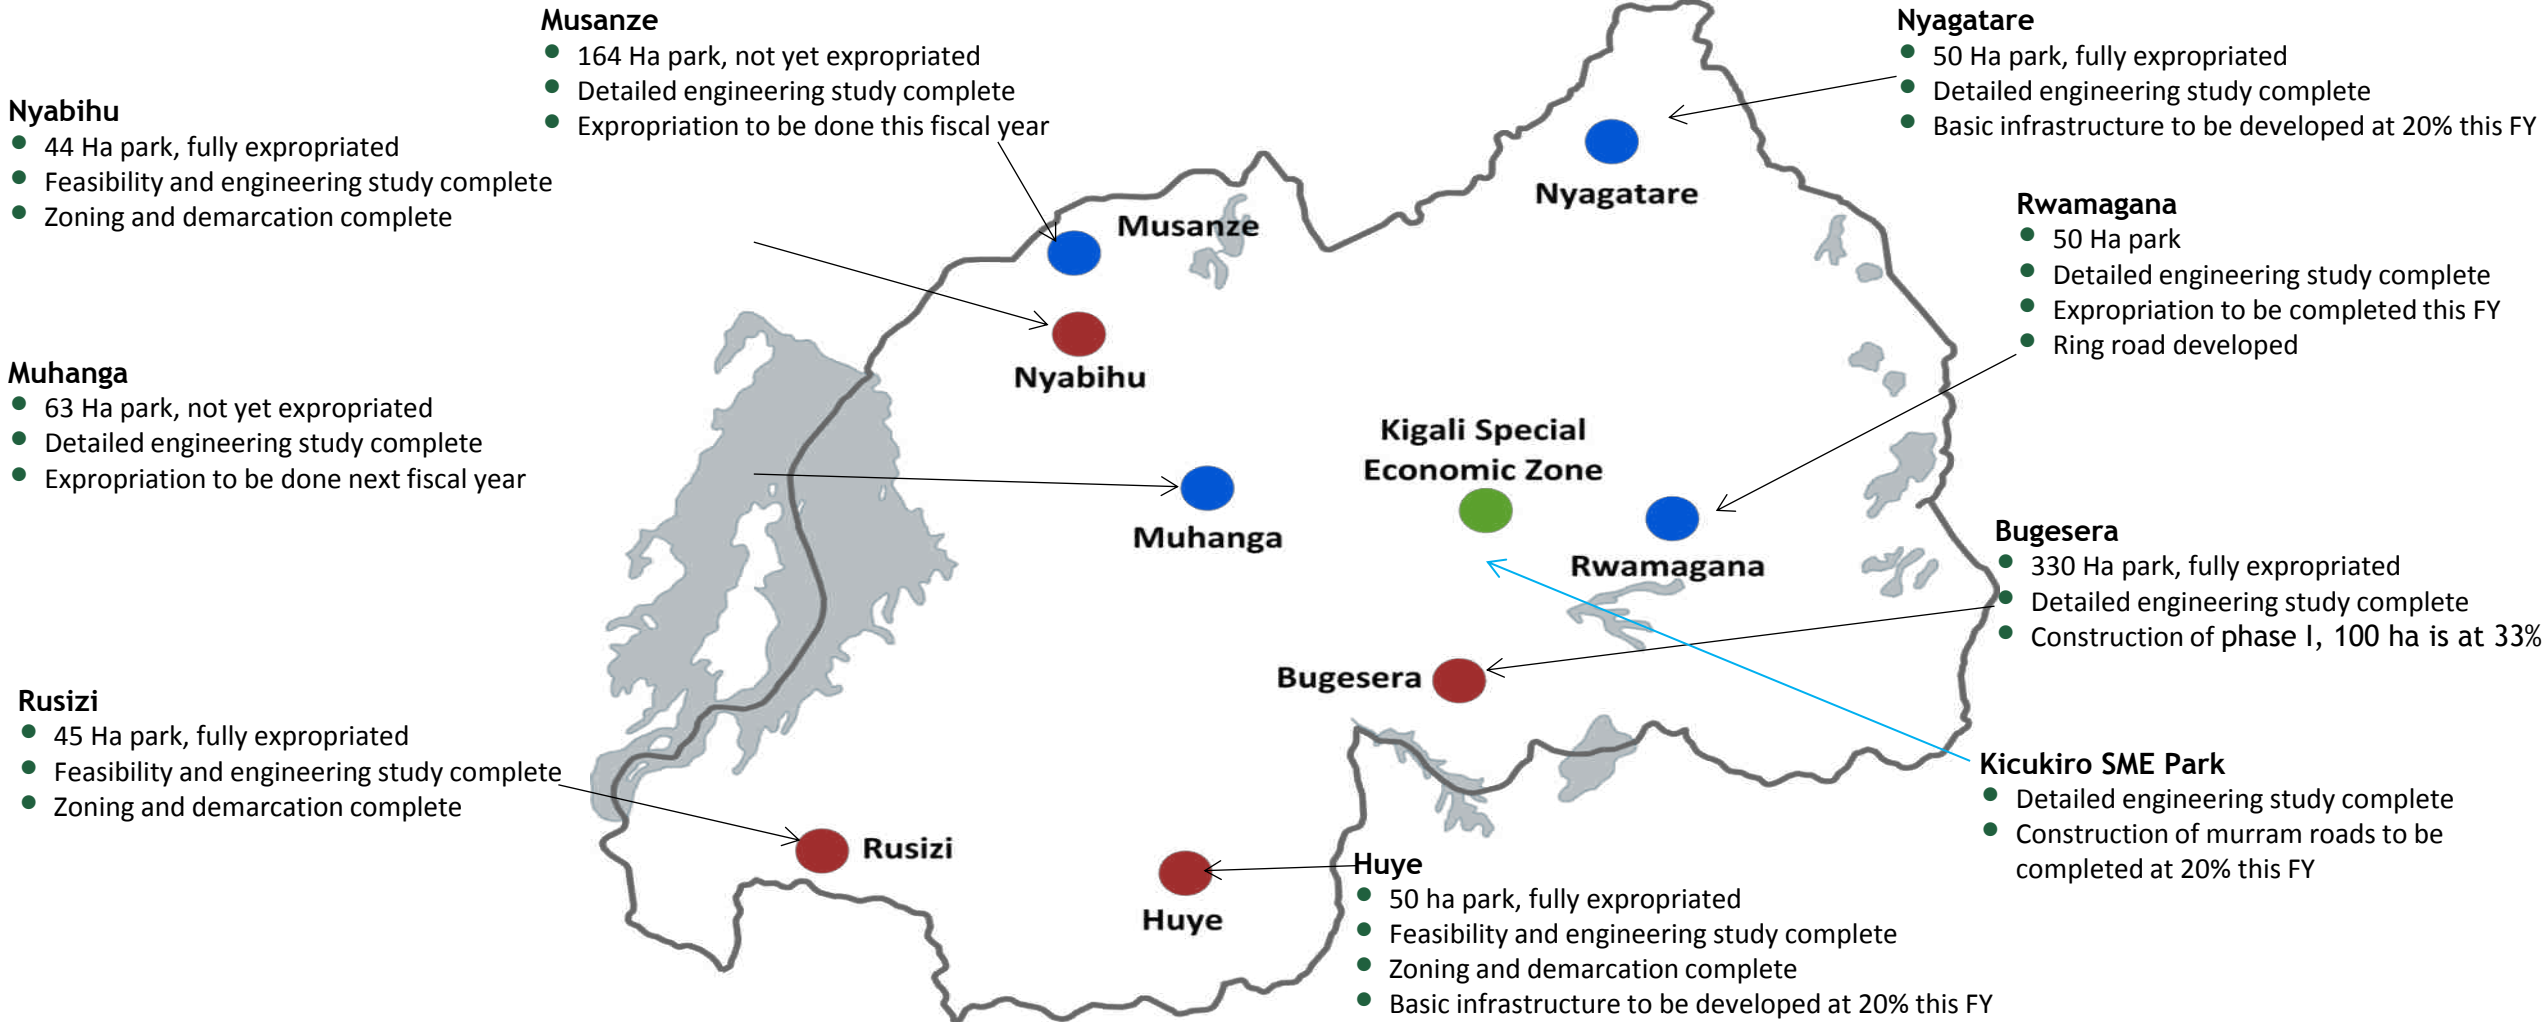 Musanze
• 164 Ha park, not yet expropriated
• Detailed engineering study complete
• Expropriation to be done this fiscal year
Nyagatare
• 50 Ha park, fully expropriated
• Detailed engineering study complete
• Basic infrastructure to be developed at 20% this FY
Nyabihu
• 44 Ha park, fully expropriated
• Feasibility and engineering study complete
• Zoning and demarcation complete
Rwamagana
• 50 Ha park
• Detailed engineering study complete
• Expropriation to be completed this FY
• Ring road developed
Muhanga
• 63 Ha park, not yet expropriated
• Detailed engineering study complete
• Expropriation to be done next fiscal year
Bugesera
• 330 Ha park, fully expropriated
• Detailed engineering study complete
• Construction of phase I, 100 ha is at 33%
Rusizi
• 45 Ha park, fully expropriated
• Feasibility and engineering study complete
• Zoning and demarcation complete
Kicukiro SME Park
• Detailed engineering study complete
• Construction of murram roads to be
completed at 20% this FY
Huye
• 50 ha park, fully expropriated
• Feasibility and engineering study complete
• Zoning and demarcation complete
• Basic infrastructure to be developed at 20% this FY
Nyagatare
Musanze
Nyabihu
Kigali Special
Economic Zone
Muhanga
Rwamagana
Bugesera
Rusizi
Huye